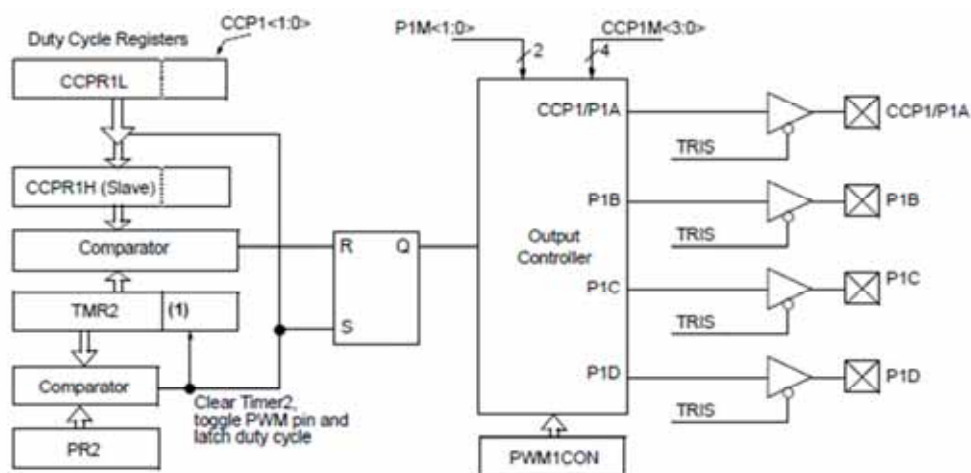 CCP1<1:0>
Duty Cycle Registers
CCPR1L
CCPR1H (Slave)
Comparator
TMR2
(1)
Comparator
PR2
Clear Timer2,
toggle PWM pin and
latch duty cycle
R
Q
S
P1M<1:0>
2
CCP1M<3:0>
4
Output
Controller
CCP1/P1A
P1B
P1C
P1D
PWM1CON
TRIS
CCP1/P1A
TRIS
P1B
TRIS
P1C
TRIS
P1D